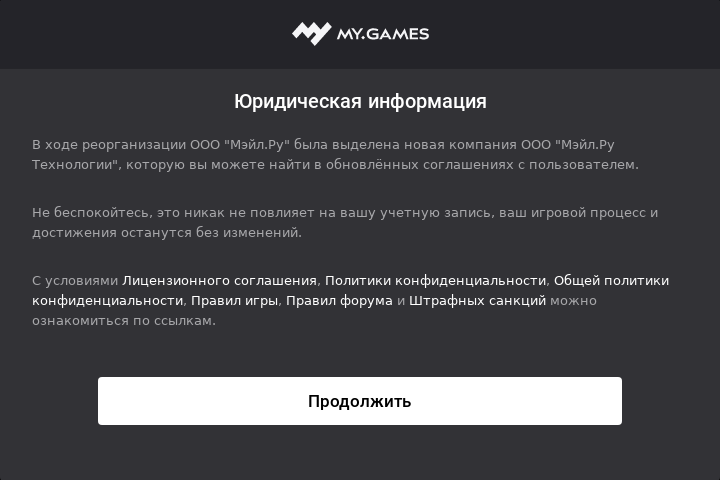 MY.GAMES
Юридическая информация
В ходе реорганизации ООО "Мэйл.Ру" была выделена новая компания ООО "Мэйл.Ру
Технологии", которую вы можете найти в обновлённых соглашениях с пользователем.
Не беспокойтесь, это никак не повлияет на вашу учетную запись, ваш игровой процесс и
достижения останутся без изменений.
С условиями Лицензионного соглашения, Политики конфиденциальности, Общей политики
конфиденциальности, Правил игры, Правил форума и Штрафных санкций можно
ознакомиться по ссылкам.
Продолжить